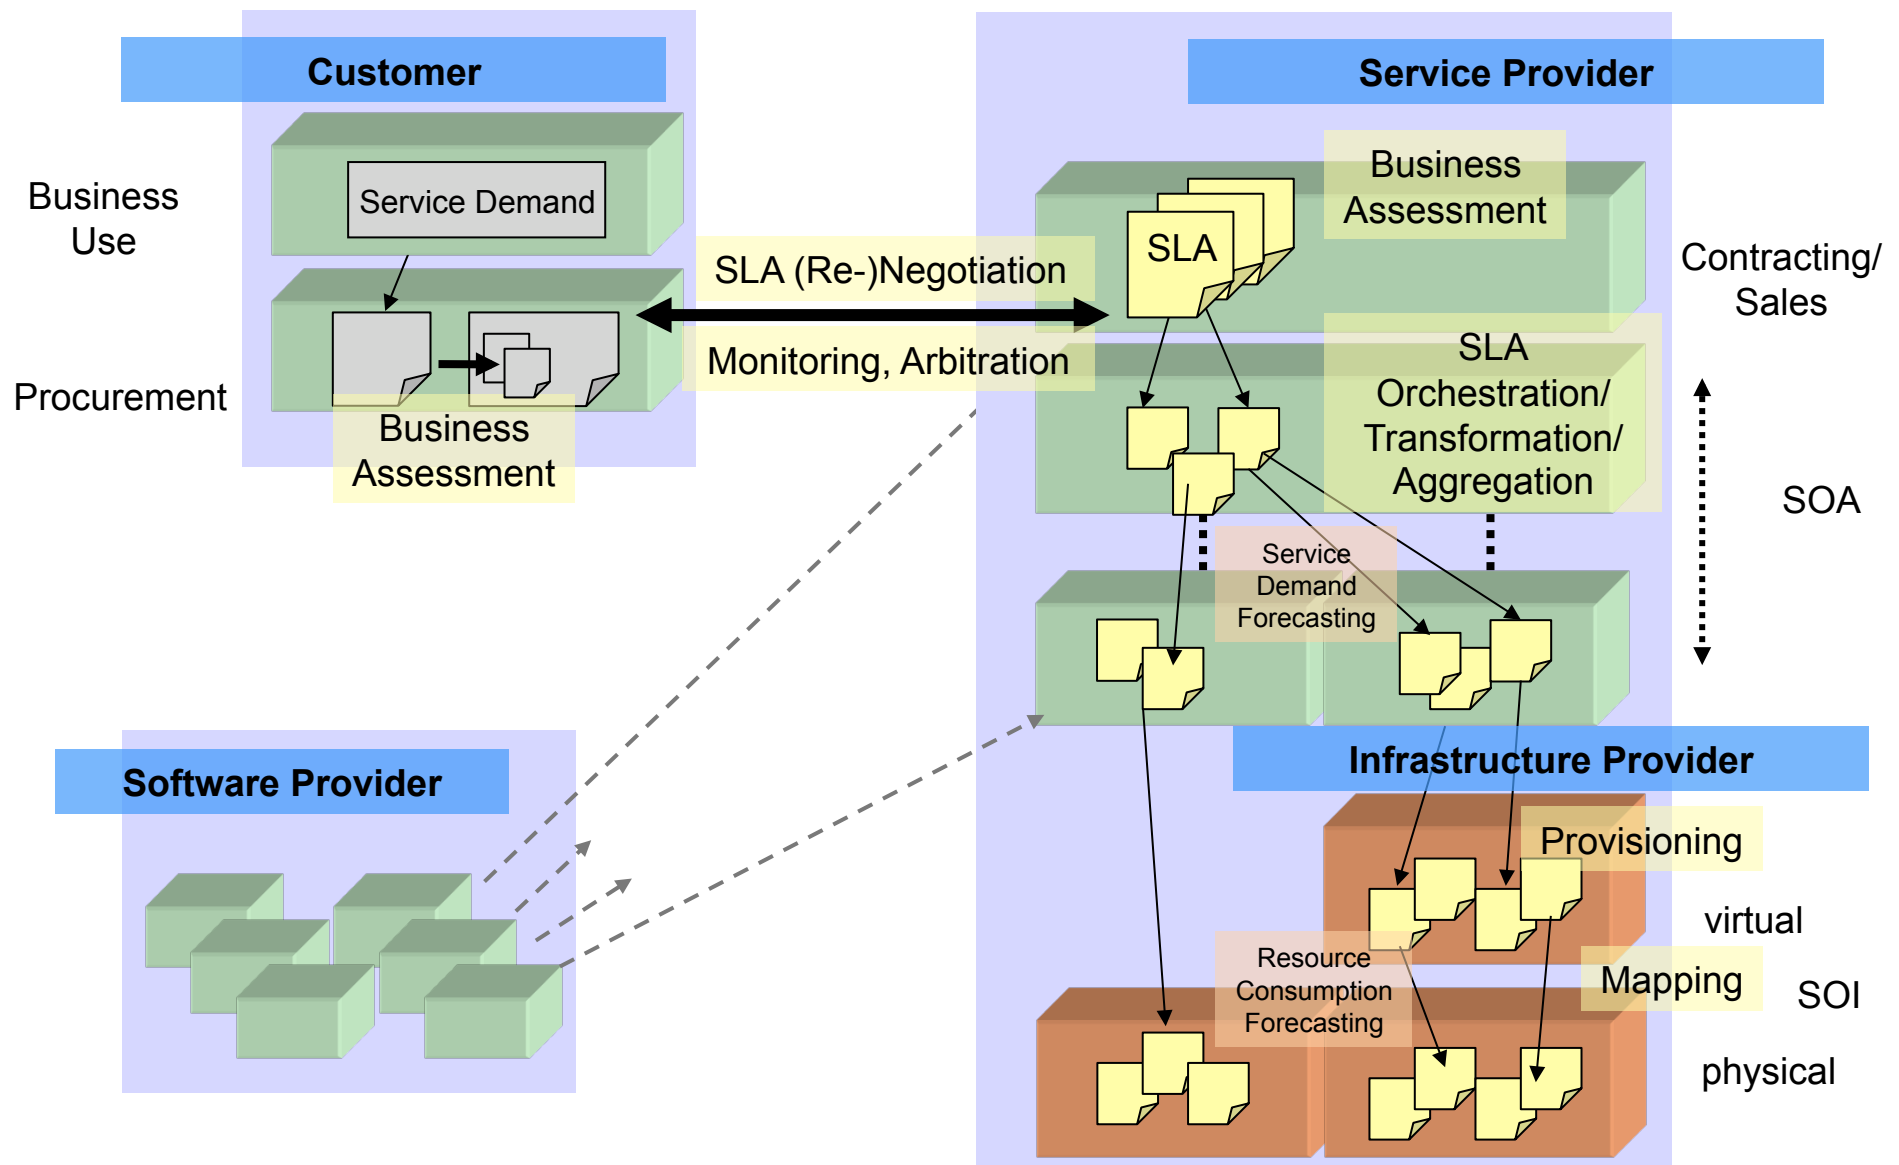 Customer
Service Provider
Business
Use
Service Demand
Procurement
Business
Assessment
SLA (Re-)Negotiation
Monitoring, Arbitration
Business
Assessment
SLA
Contracting/
Sales
SLA
Orchestration/
Transformation/
Aggregation
SOA
Service
Demand
Forecasting
Software Provider
Infrastructure Provider
Provisioning
virtual
Resource
Consumption
Forecasting
Mapping
SOI
physical